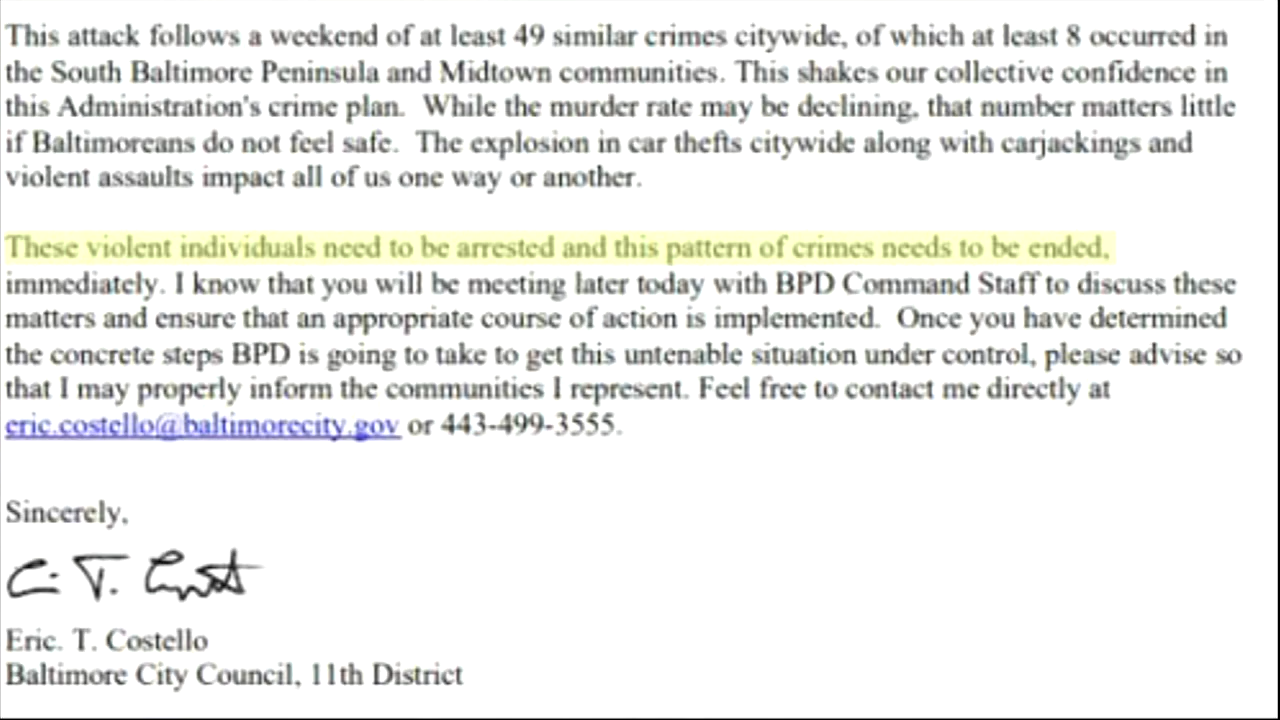 This attack follows a weekend of at least 49 similar crimes citywide, of which at least 8 occurred in
the South Baltimore Peninsula and Midtown communities. This shakes our collective confidence in
this Administration's crime plan.  While the murder rate may be declining, that number matters little
if Baltimoreans do not feel safe.  The explosion in car thefts citywide along with carjackings and
violent assaults impact all of us one way or another.
These violent individuals need to be arrested and this pattern of crimes needs to be ended,
immediately. I know that you will be meeting later today with BPD Command Staff to discuss these
matters and ensure that an appropriate course of action is implemented.  Once you have determined
the concrete steps BPD is going to take to get this untenable situation under control, please advise so
that I may properly inform the communities I represent. Feel free to contact me directly at
eric.costello@baltimorecity.gov or 443-499-3555.
Sincerely,
Eric. T. Costello
Baltimore City Council, 11th District